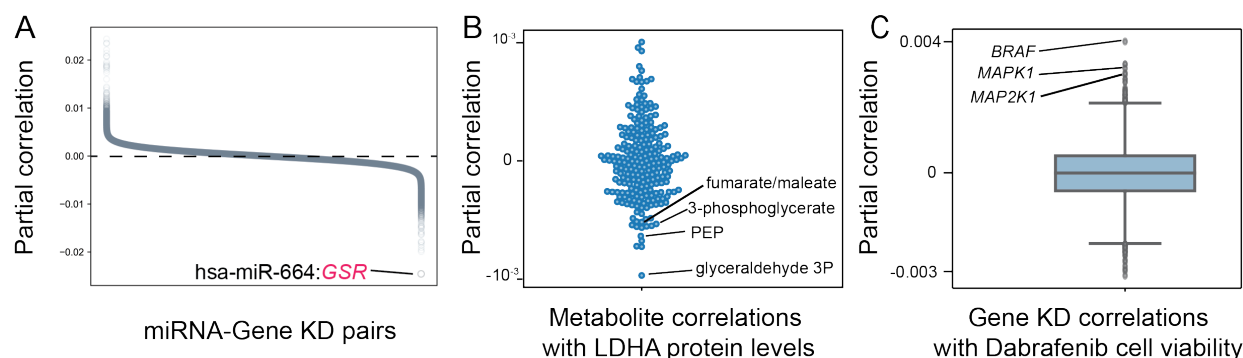 A
Partial correlation
0.02
0.01
0.00
−0.01
−0.02
hsa-miR-664:GSR
miRNA-Gene KD pairs
B
Partial correlation
10⁻³
0
-10⁻³
fumarate/maleate
3-phosphoglycerate
PEP
glyceraldehyde 3P
Metabolite correlations
with LDHA protein levels
C
Partial correlation
0.004
0
-0.003
BRAF
MAPK1
MAP2K1
Gene KD correlations
with Dabrafenib cell viability